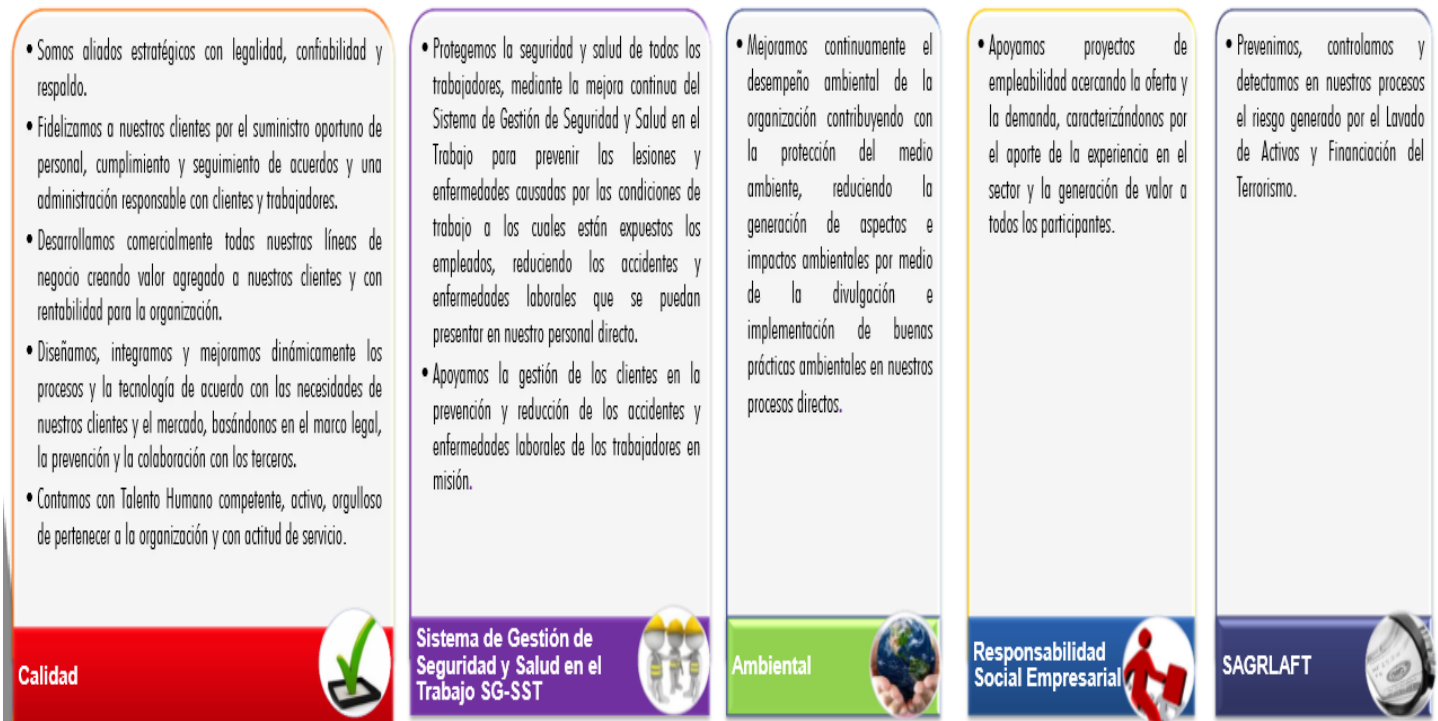 • Somos aliados estratégicos con legalidad, confiabilidad y
respaldo.
• Fidelizamos a nuestros clientes por el suministro oportuno de
personal, cumplimiento y seguimiento de acuerdos y una
administración responsable con clientes y trabajadores.
• Desarrollamos comercialmente todas nuestras líneas de
negocio creando valor agregado a nuestros clientes y con
rentabilidad para la organización.
• Diseñamos, integramos y mejoramos dinámicamente los
procesos y la tecnología de acuerdo con las necesidades de
nuestros clientes y el mercado, basándonos en el marco legal,
la prevención y la colaboración con los terceros.
• Contamos con Talento Humano competente, activo, orgulloso
de pertenecer a la organización y con actitud de servicio.
Calidad
• Protegemos la seguridad y salud de todos los
trabajadores, mediante la mejora continua del
Sistema de Gestión de Seguridad y Salud en el
Trabajo para prevenir las lesiones y
enfermedades causadas por las condiciones de
trabajo a los cuales están expuestos los
empleados, reduciendo los accidentes y
enfermedades laborales que se puedan
presentar en nuestro personal directo.
• Apoyamos la gestión de los clientes en la
prevención y reducción de los accidentes y
enfermedades laborales de los trabajadores en
misión.
Sistema de Gestión de
Seguridad y Salud en el
Trabajo SG-SST
• Mejoramos continuamente el
desempeño ambiental de la
organización contribuyendo con
la protección del medio
ambiente, reduciendo la
generación de aspectos e
impactos ambientales por medio
de la divulgación e
implementación de buenas
prácticas ambientales en nuestros
procesos directos.
Ambiental
• Apoyamos proyectos de
empleabilidad acercando la oferta y
la demanda, caracterizándonos por
el aporte de la experiencia en el
sector y la generación de valor a
todos los participantes.
Responsabilidad
Social Empresarial
• Prevenimos, controlamos y
detectamos en nuestros procesos
el riesgo generado por el Lavado
de Activos y Financiación del
Terrorismo.
SAGRLAFT